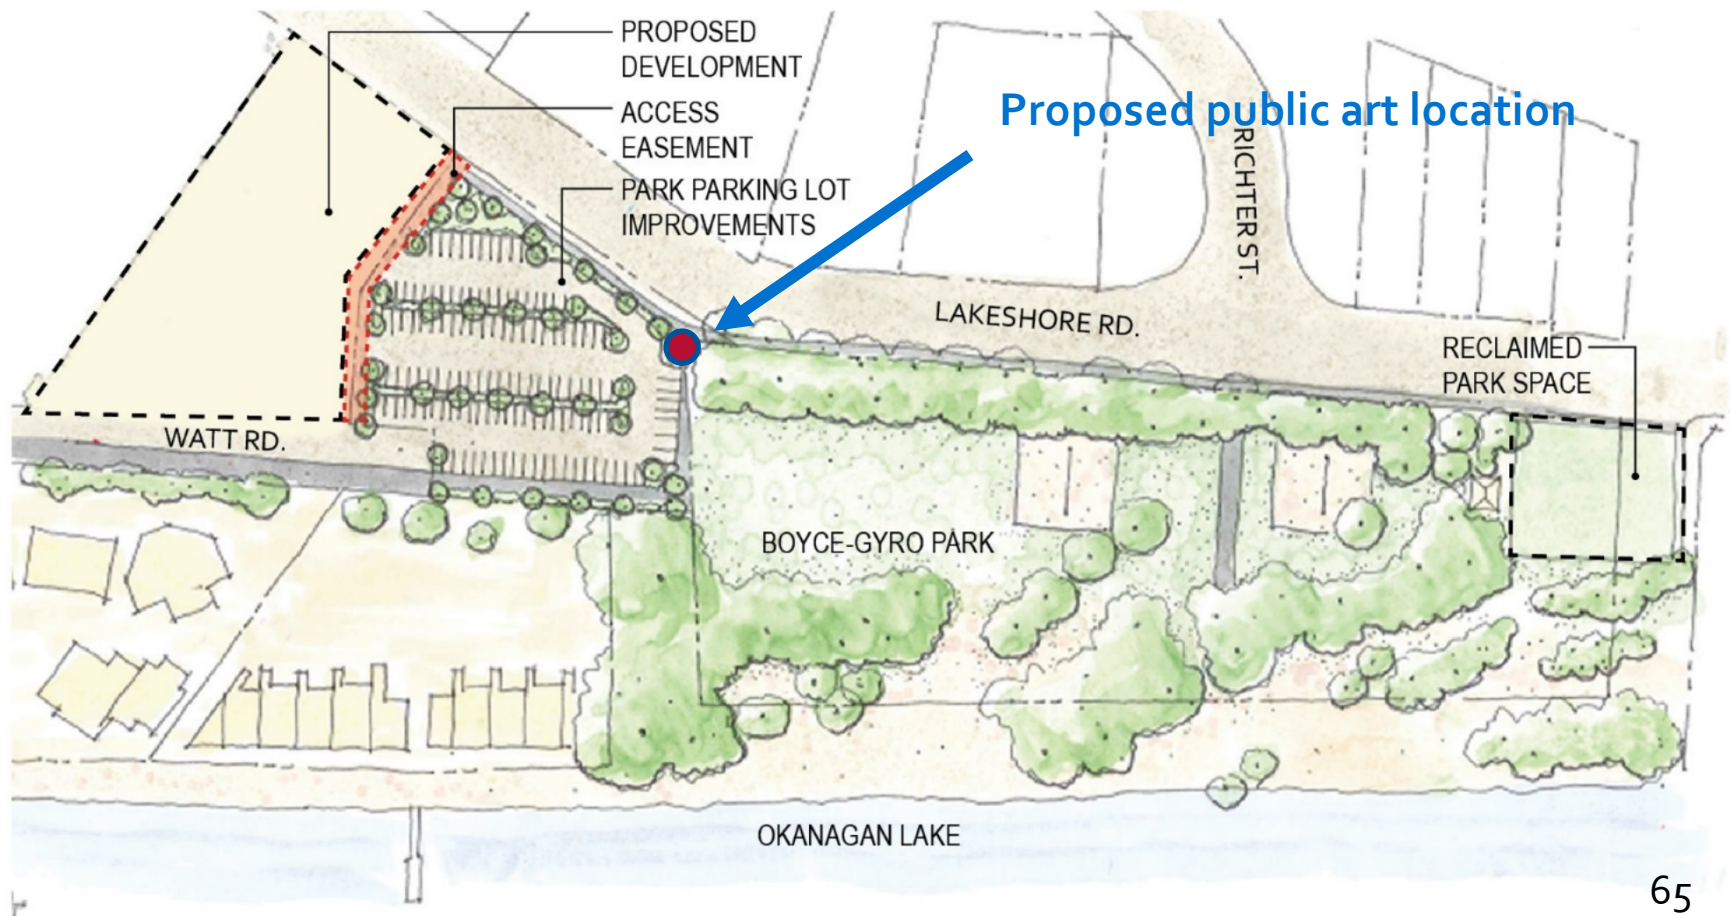 PROPOSED
DEVELOPMENT
ACCESS
EASEMENT
PARK PARKING LOT
IMPROVEMENTS
Proposed public art location
RICHTER ST.
LAKESHORE RD.
RECLAIMED
PARK SPACE
WATT RD.
BOYCE-GYRO PARK
OKANAGAN LAKE
65